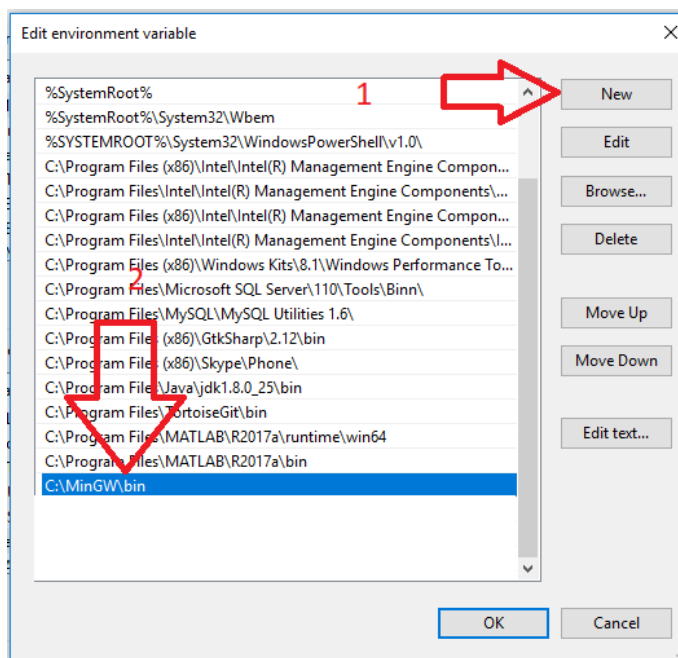 Edit environment variable
1
%SystemRoot%
New
%SystemRoot%\System32\Wbem
%SYSTEMROOT%\System32\WindowsPowerShell\v1.0\
Edit
C:\Program Files (x86)\Intel\Intel(R) Management Engine Compon...
C:\Program Files\Intel\Intel(R) Management Engine Components\...
Browse...
C:\Program Files (x86)\Intel\Intel(R) Management Engine Compon...
C:\Program Files\Intel\Intel(R) Management Engine Components\I...
Delete
C:\Program Files (x86)\Windows Kits\8.1\Windows Performance To...
2
C:\Program Files\Microsoft SQL Server\110\Tools\Binn\
C:\Program Files\MySQL\MySQL Utilities 1.6\
Move Up
C:\Program Files (x86)\GtkSharp\2.12\bin
C:\Program Files (x86)\Skype\Phone\
Move Down
C:\Program Files\Java\jdk1.8.0_25\bin
C:\Program Files\TortoiseGit\bin
C:\Program Files\MATLAB\R2017a\runtime\win64
Edit text...
C:\Program Files\MATLAB\R2017a\bin
C:\MinGW\bin
OK
Cancel